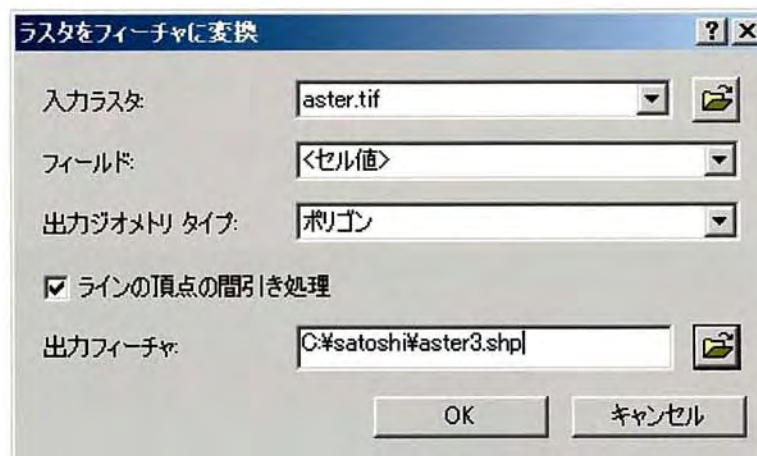 ラスタをフィーチャに変換
入力ラスタ: aster.tif
フィールド: <セル値>
出力ジオメトリ タイプ: ポリゴン
ラインの頂点の間引き処理
出力フィーチャ: C:¥satoshi¥aster3.shp
OK キャンセル